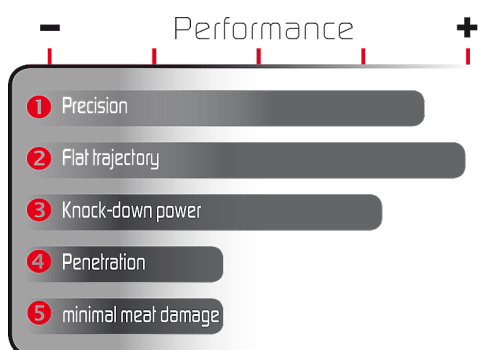 - Performance +
1 Precision
2 Flat trajectory
3 Knock-down power
4 Penetration
5 minimal meat damage